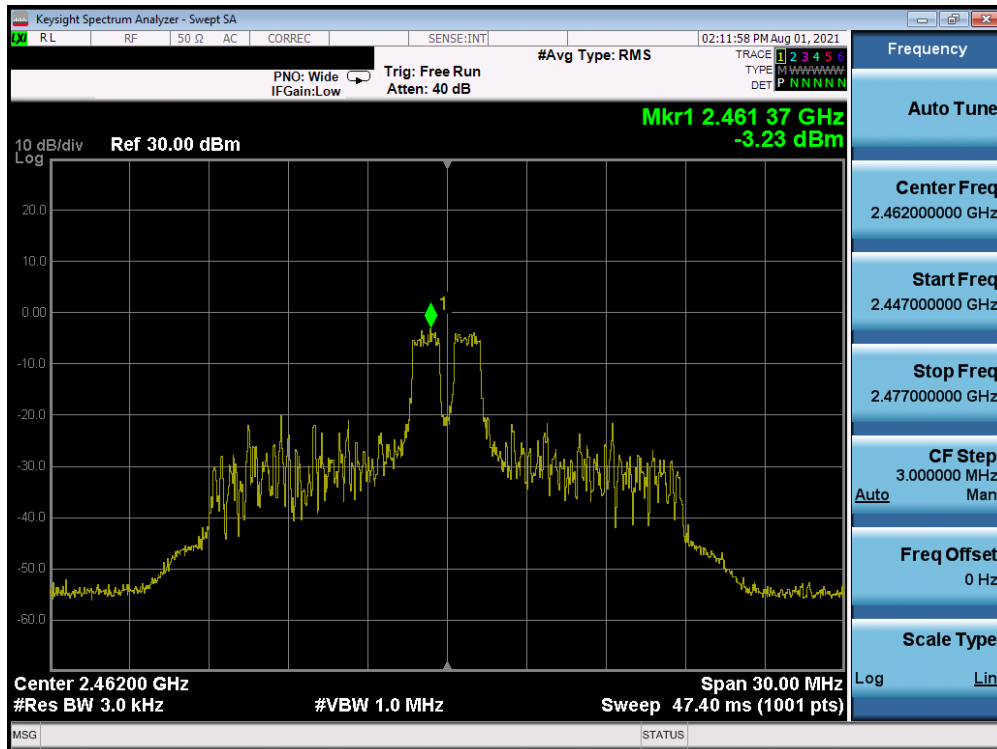 Keysight Spectrum Analyzer - Swept SA
LXI RL RF 50 Ω AC CORREC SENSE:INT 02:11:58 PM Aug 01, 2021
Frequency
PNO: Wide
IFGain:Low
Trig: Free Run
Atten: 40 dB
#Avg Type: RMS
TRACE 1 2 3 4 5 6
TYPE M W W W W W
DET P N N N N N
Auto Tune
Mkr1 2.461 37 GHz
-3.23 dBm
10 dB/div
Log
Ref 30.00 dBm
20.0
10.0
0.00
-10.0
-20.0
-30.0
-40.0
-50.0
-60.0
1
Center Freq
2.462000000 GHz
Start Freq
2.447000000 GHz
Stop Freq
2.477000000 GHz
CF Step
3.000000 MHz
Auto Man
Freq Offset
0 Hz
Scale Type
Log Lin
Center 2.46200 GHz Span 30.00 MHz
#Res BW 3.0 kHz #VBW 1.0 MHz Sweep 47.40 ms (1001 pts)
MSG STATUS